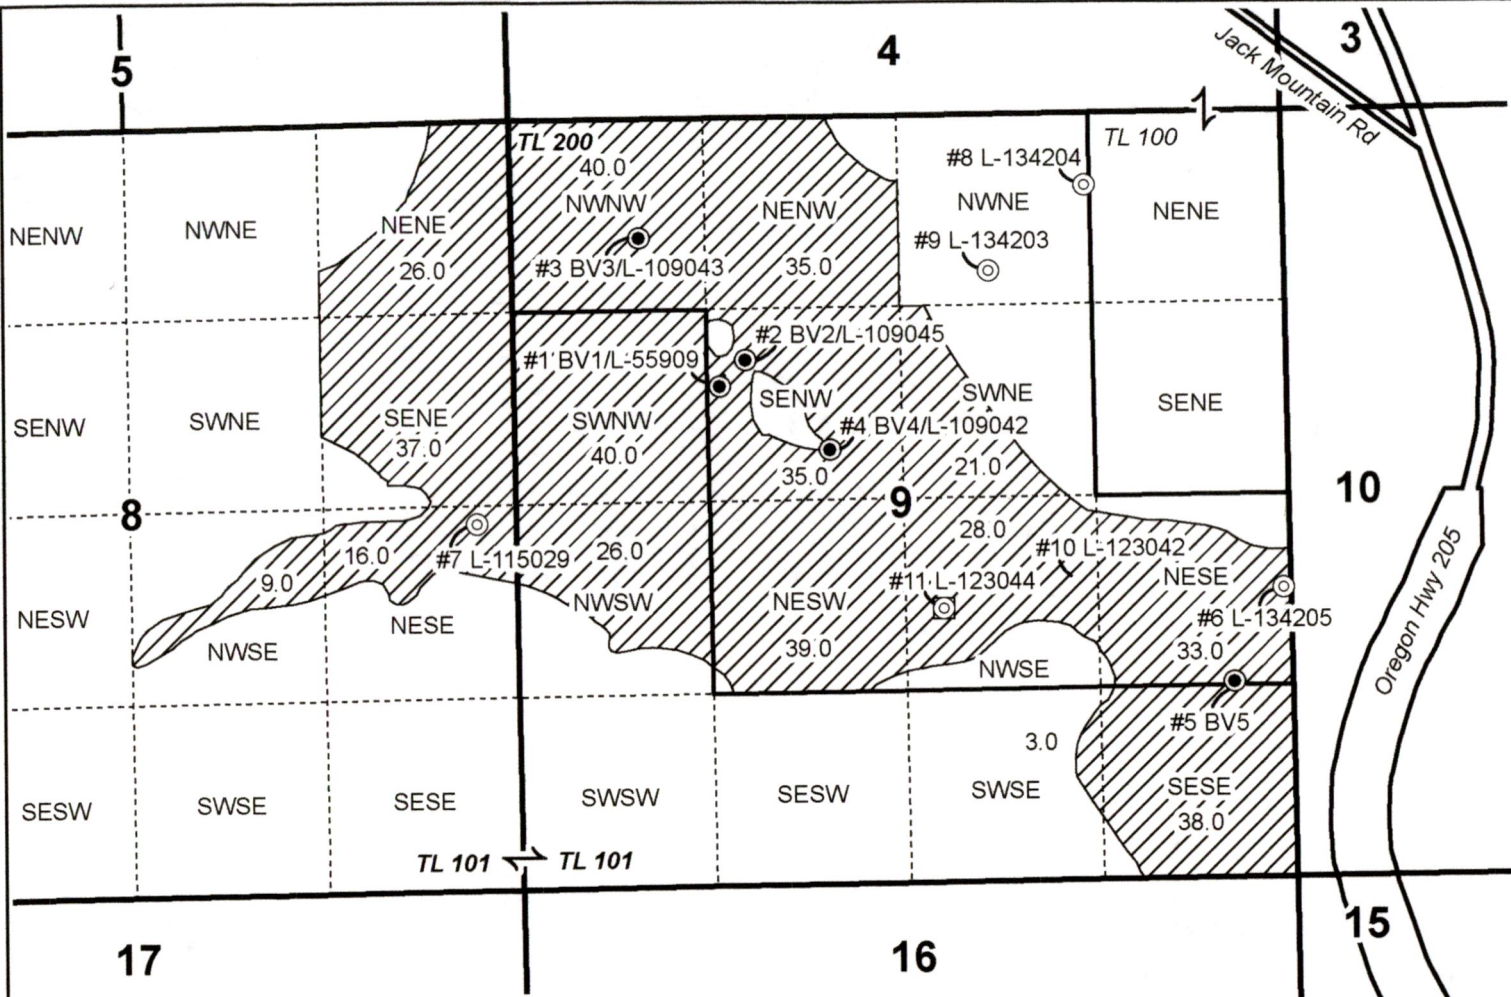 5
4
3
Jack Mountain Rd
TL 200
40.0
NWNW
TL 100
#8 L-134204
NENW
NWNE
NENE
26.0
#3 BV3/L-109043
NENW
35.0
NWNE
#9 L-134203
NENE
#2 BV2/L-109045
#1 BV1/L-55909
SENW
SWNE
SENE
37.0
SWNW
40.0
SENW
#4 BV4/L-109042
35.0
SWNE
21.0
SENE
8
9
10
28.0
#10 L-123042
16.0
9.0
#7 L-115029
26.0
#11 L-123044
NESE
#6 L-134205
33.0
Oregon Hwy 205
NESW
NWSE
NESE
NWSW
NESW
39.0
NWSE
#5 BV5
3.0
SESW
SWSE
SESE
SWSW
SESW
SWSE
SESE
38.0
TL 101
TL 101
17
16
15